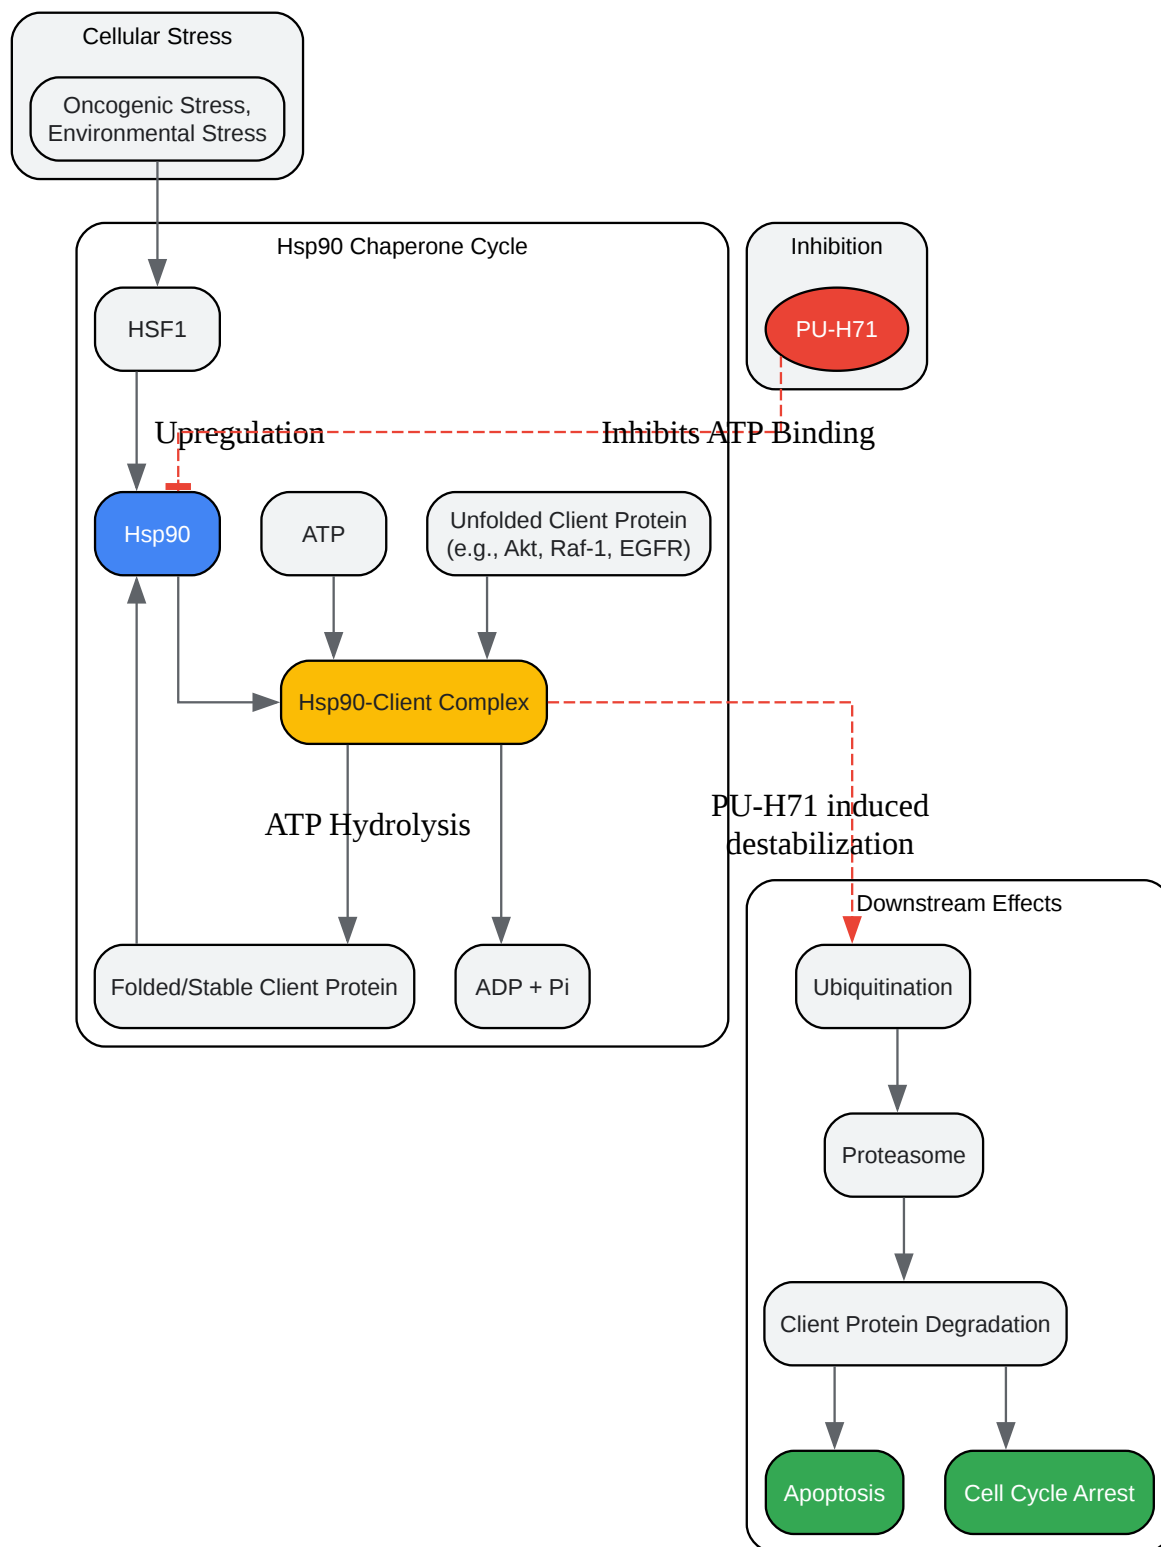 Cellular Stress
Oncogenic Stress,
Environmental Stress
Hsp90 Chaperone Cycle
Inhibition
HSF1
PU-H71
Upregulation
Inhibits ATP Binding
Hsp90
ATP
Unfolded Client Protein
(e.g., Akt, Raf-1, EGFR)
Hsp90-Client Complex
ATP Hydrolysis
PU-H71 induced
destabilization
Downstream Effects
Folded/Stable Client Protein
ADP + Pi
Ubiquitination
Proteasome
Client Protein Degradation
Apoptosis
Cell Cycle Arrest